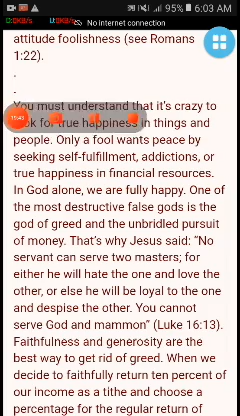 95% 6:03 AM
0:0KB/s U:0KB/s No internet connection
attitude foolishness (see Romans
1:22).
.
.
You must understand that it's crazy to
for true happiness in things and
people. Only a fool wants peace by
seeking self-fulfillment, addictions, or
true happiness in financial resources.
In God alone, we are fully happy. One of
the most destructive false gods is the
god of greed and the unbridled pursuit
of money. That's why Jesus said: “No
servant can serve two masters; for
either he will hate the one and love the
other, or else he will be loyal to the one
and despise the other. You cannot
serve God and mammon” (Luke 16:13).
Faithfulness and generosity are the
best way to get rid of greed. When we
decide to faithfully return ten percent of
our income as a tithe and choose a
percentage for the regular return of